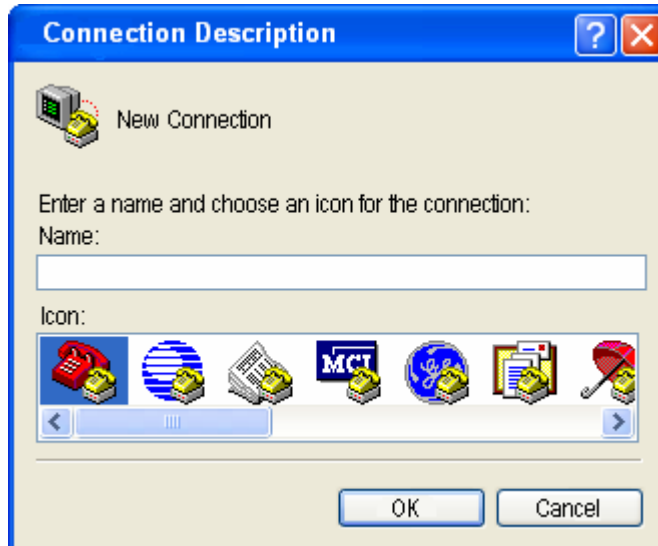 Connection Description
New Connection
Enter a name and choose an icon for the connection:
Name:
Icon:
MCI
OK
Cancel